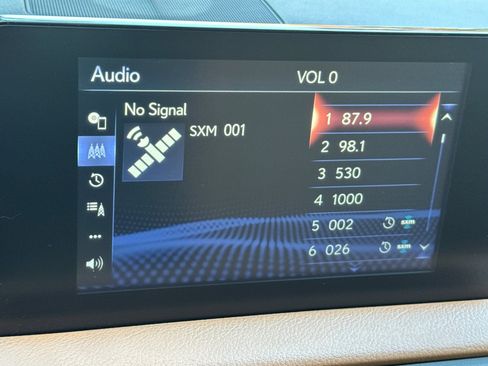 Audio
VOL 0
No Signal
SXM 001
1 87.9
2 98.1
3 530
4 1000
5 002 sxm
6 026 sxm